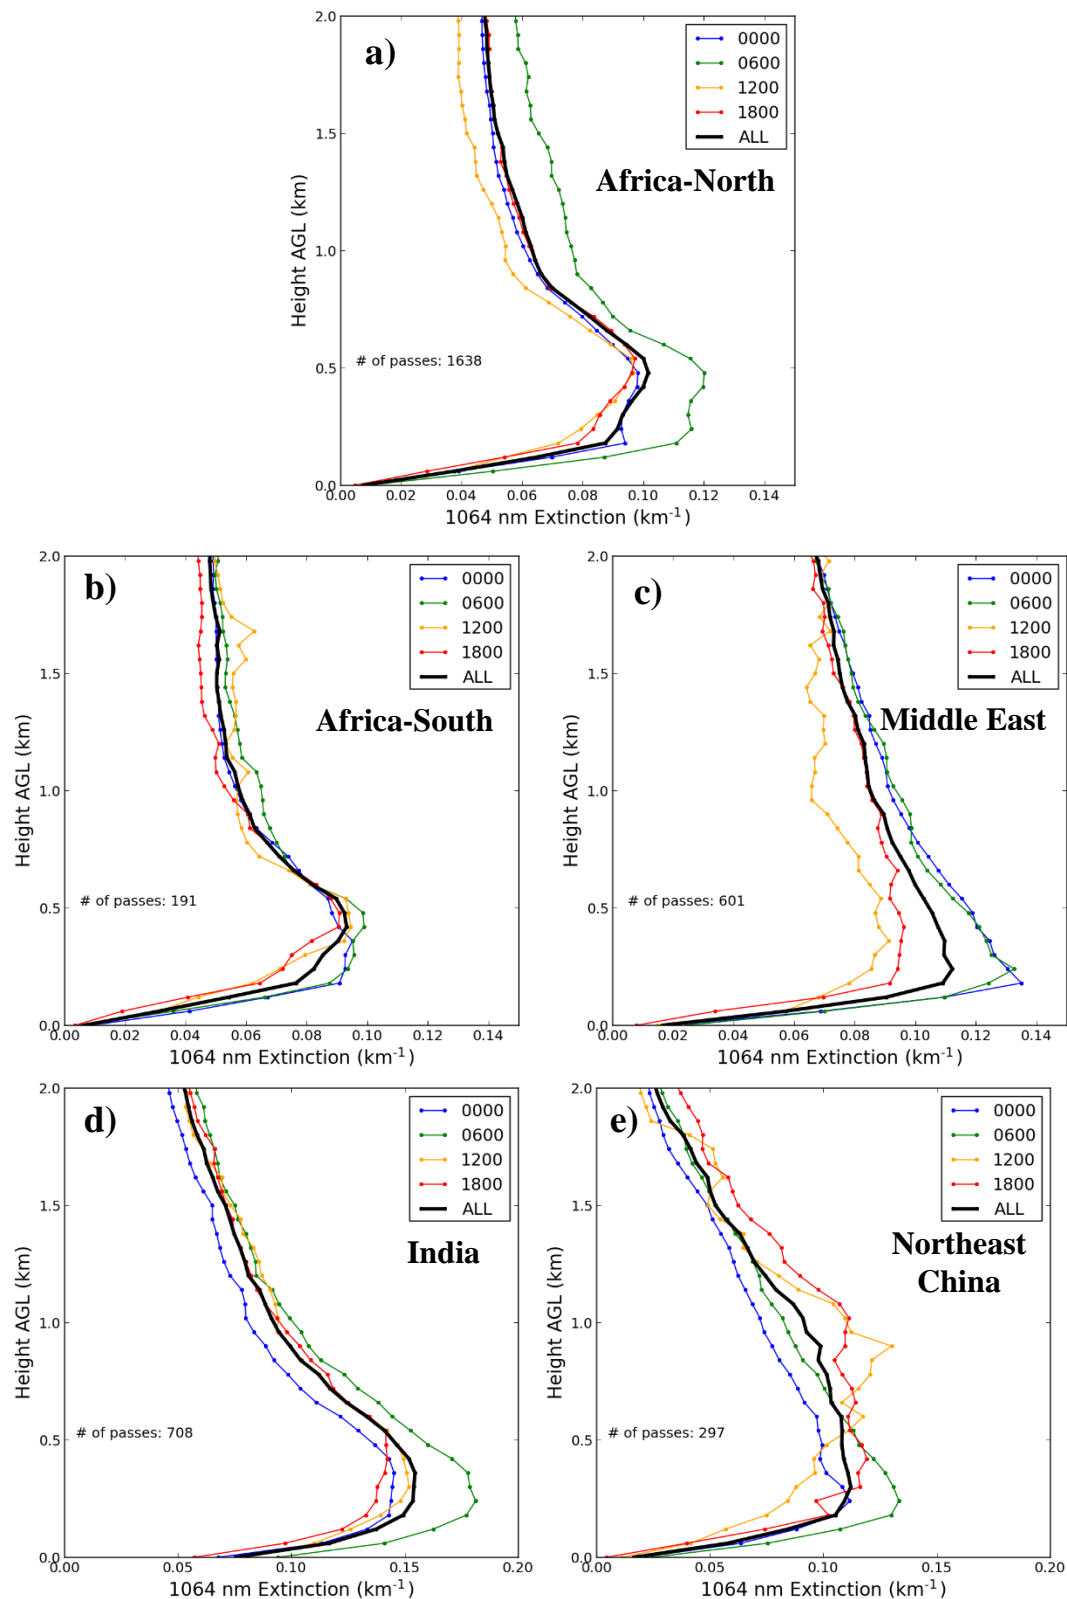 a)
0000
0600
1200
1800
ALL
Africa-North
# of passes: 1638
Height AGL (km)
2.0
1.5
1.0
0.5
0.0
0.00 0.02 0.04 0.06 0.08 0.10 0.12 0.14
1064 nm Extinction (km⁻¹)
b)
0000
0600
1200
1800
ALL
Africa-South
# of passes: 191
Height AGL (km)
2.0
1.5
1.0
0.5
0.0
0.00 0.02 0.04 0.06 0.08 0.10 0.12 0.14
1064 nm Extinction (km⁻¹)
c)
0000
0600
1200
1800
ALL
Middle East
# of passes: 601
Height AGL (km)
2.0
1.5
1.0
0.5
0.0
0.00 0.02 0.04 0.06 0.08 0.10 0.12 0.14
1064 nm Extinction (km⁻¹)
d)
0000
0600
1200
1800
ALL
India
# of passes: 708
Height AGL (km)
2.0
1.5
1.0
0.5
0.0
0.00 0.05 0.10 0.15 0.20
1064 nm Extinction (km⁻¹)
e)
0000
0600
1200
1800
ALL
Northeast
China
# of passes: 297
Height AGL (km)
2.0
1.5
1.0
0.5
0.0
0.00 0.05 0.10 0.15 0.20
1064 nm Extinction (km⁻¹)